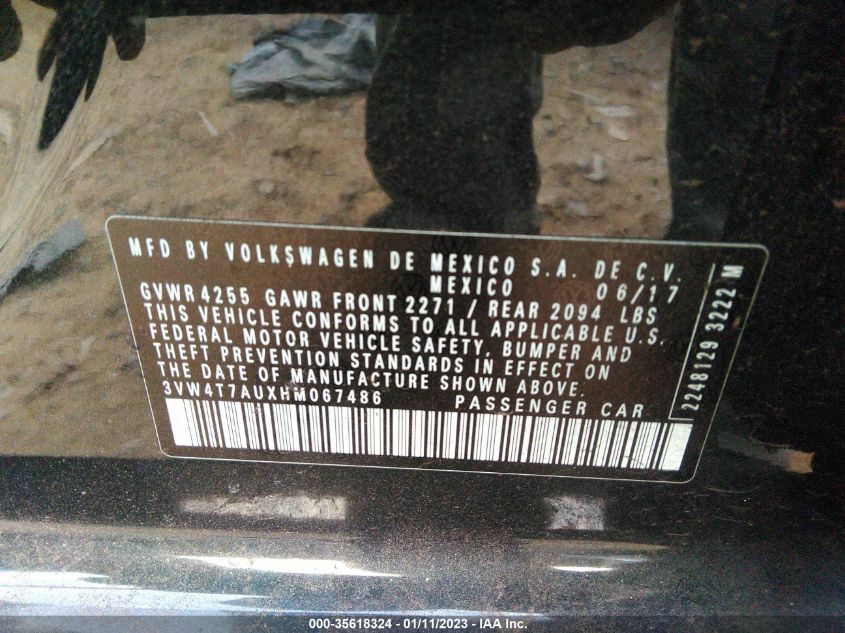 MFD BY VOLKSWAGEN DE MEXICO S.A. DE C.V.
MEXICO 06/17
GVWR 4255 GAWR FRONT 2271 / REAR 2094 LBS
THIS VEHICLE CONFORMS TO ALL APPLICABLE U.S.
FEDERAL MOTOR VEHICLE SAFETY, BUMPER AND
THEFT PREVENTION STANDARDS IN EFFECT ON
THE DATE OF MANUFACTURE SHOWN ABOVE.
3VW4T7AUXHM067486 PASSENGER CAR
2248129 3222 M
000-35618324 - 01/11/2023 - IAA Inc.